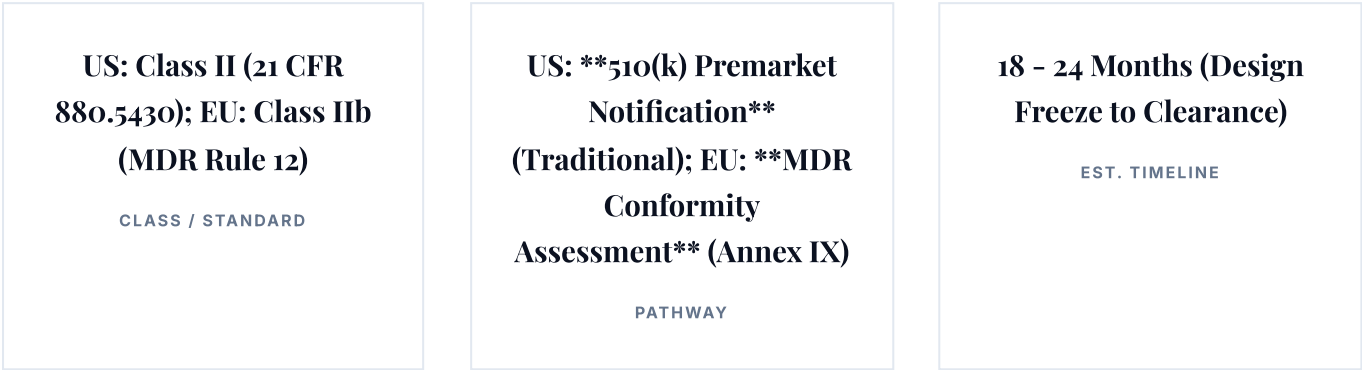 US: Class II (21 CFR
880.5430); EU: Class IIb
(MDR Rule 12)
CLASS / STANDARD
US: **510(k) Premarket
Notification**
(Traditional); EU: **MDR
Conformity
Assessment** (Annex IX)
PATHWAY
18 - 24 Months (Design
Freeze to Clearance)
EST. TIMELINE